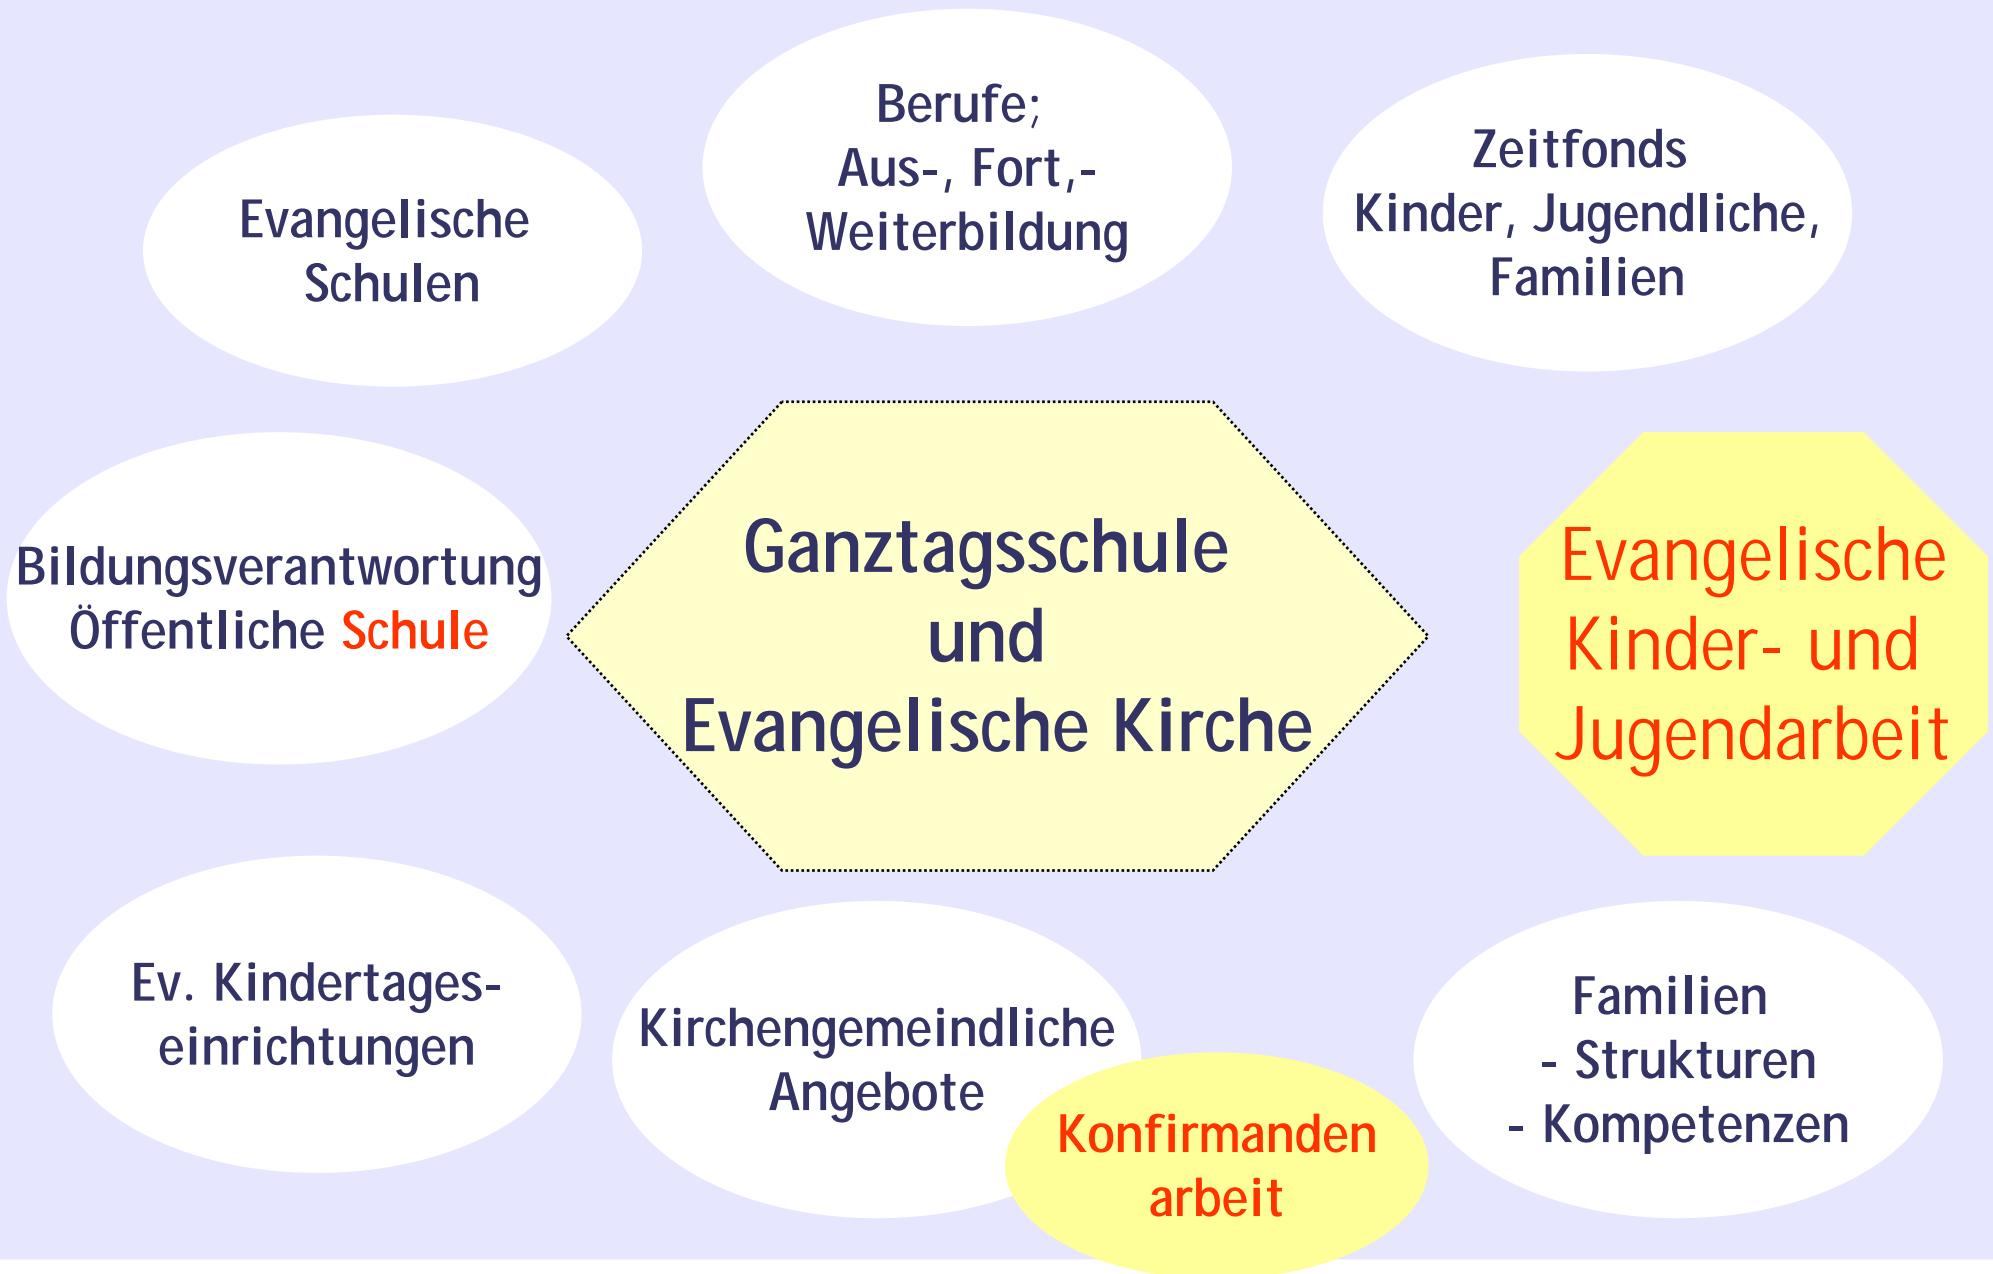 Berufe;
Aus-, Fort,-
Weiterbildung
Zeitfonds
Kinder, Jugendliche,
Familien
Evangelische
Schulen
Ganztagsschule
und
Evangelische Kirche
Evangelische
Kinder- und
Jugendarbeit
Bildungsverantwortung
Öffentliche Schule
Ev. Kindertages-
einrichtungen
Kirchengemeindliche
Angebote
Konfirmanden
arbeit
Familien
- Strukturen
- Kompetenzen